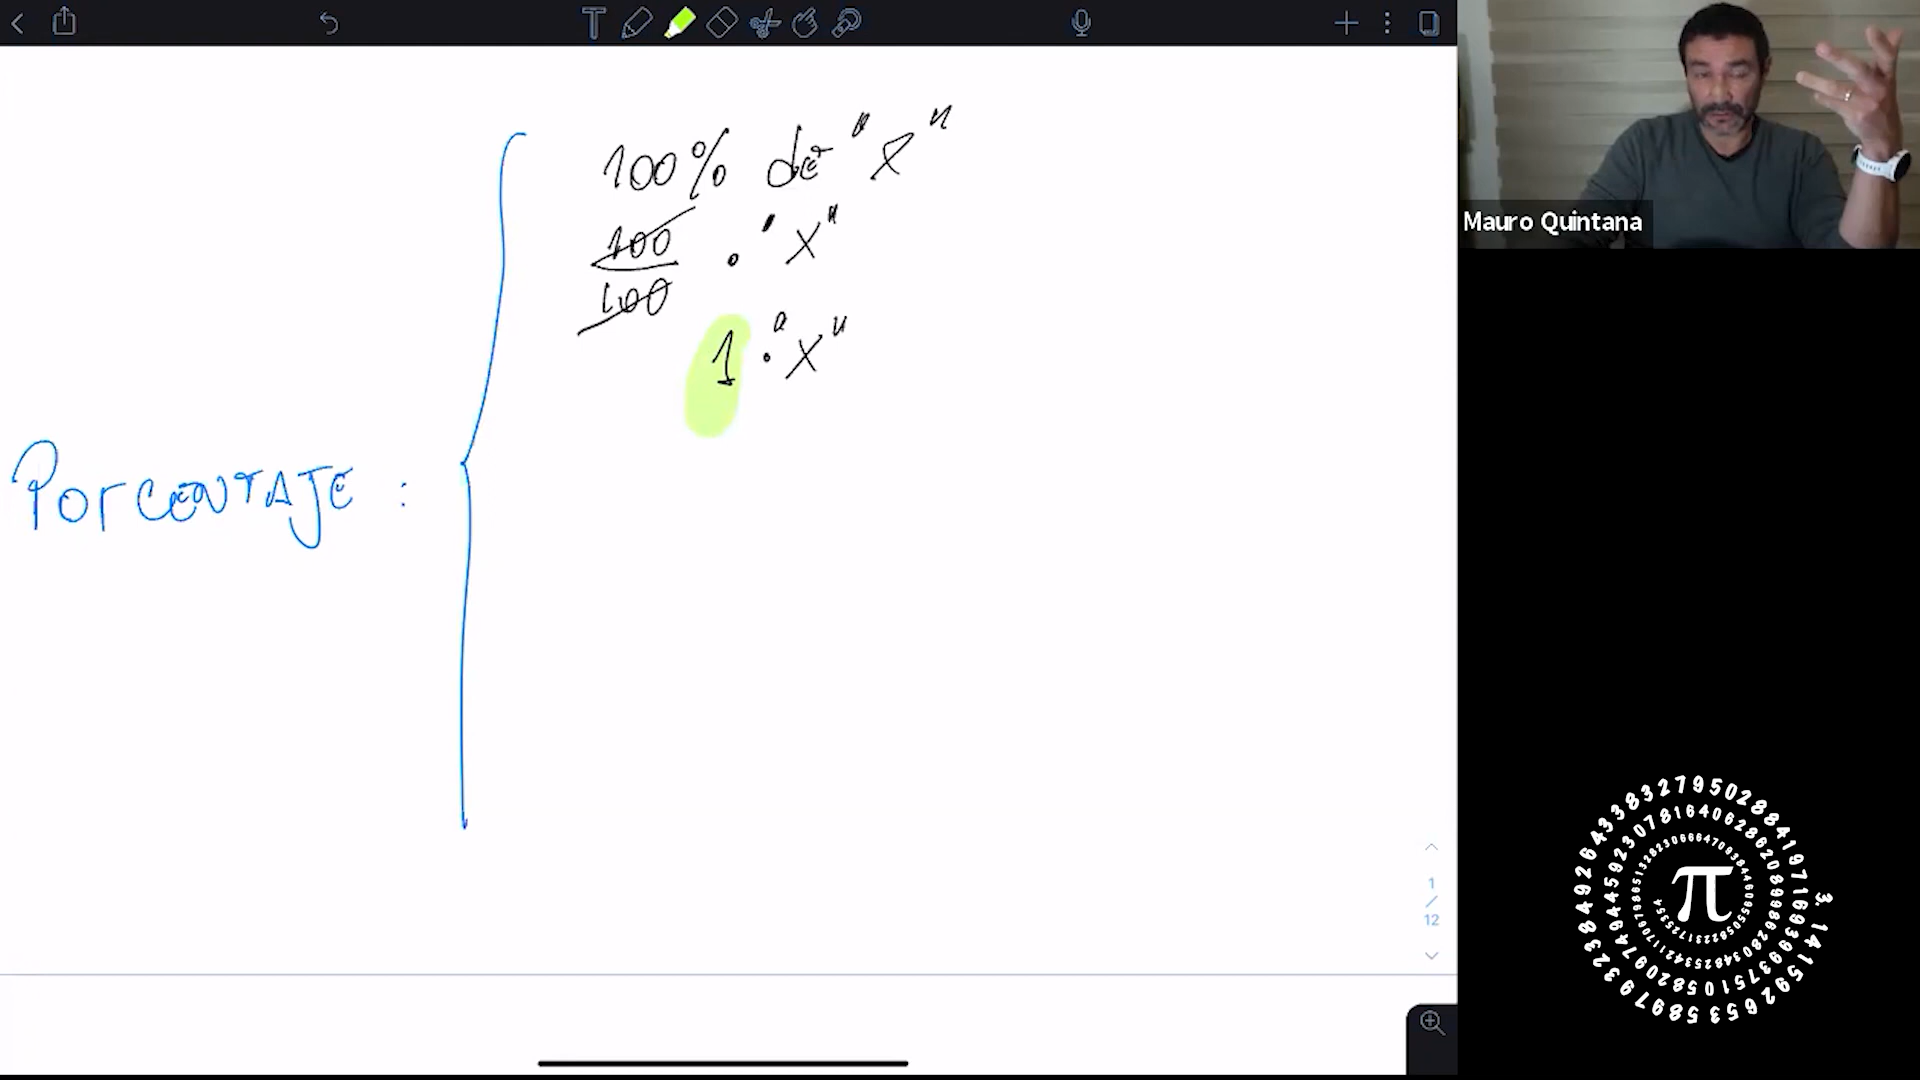 100% de "X"
100/100 · "X"
1 · "X"
PORCENTAJE :
Mauro Quintana
1
/
12
π